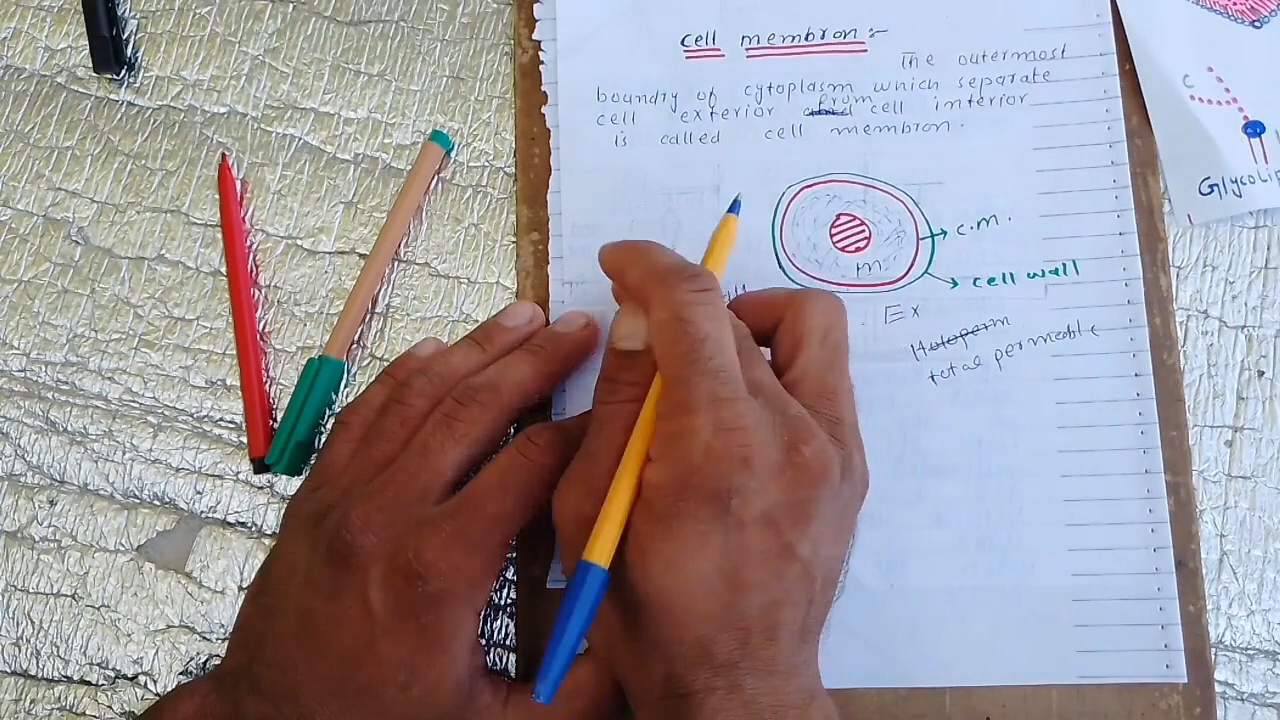 cell membron:-
The outermost
boundry of cytoplasm which separate
from
cell exterior cell interior
is called cell membron.
c
c.m.
m
cell wall
Ex
total permeable